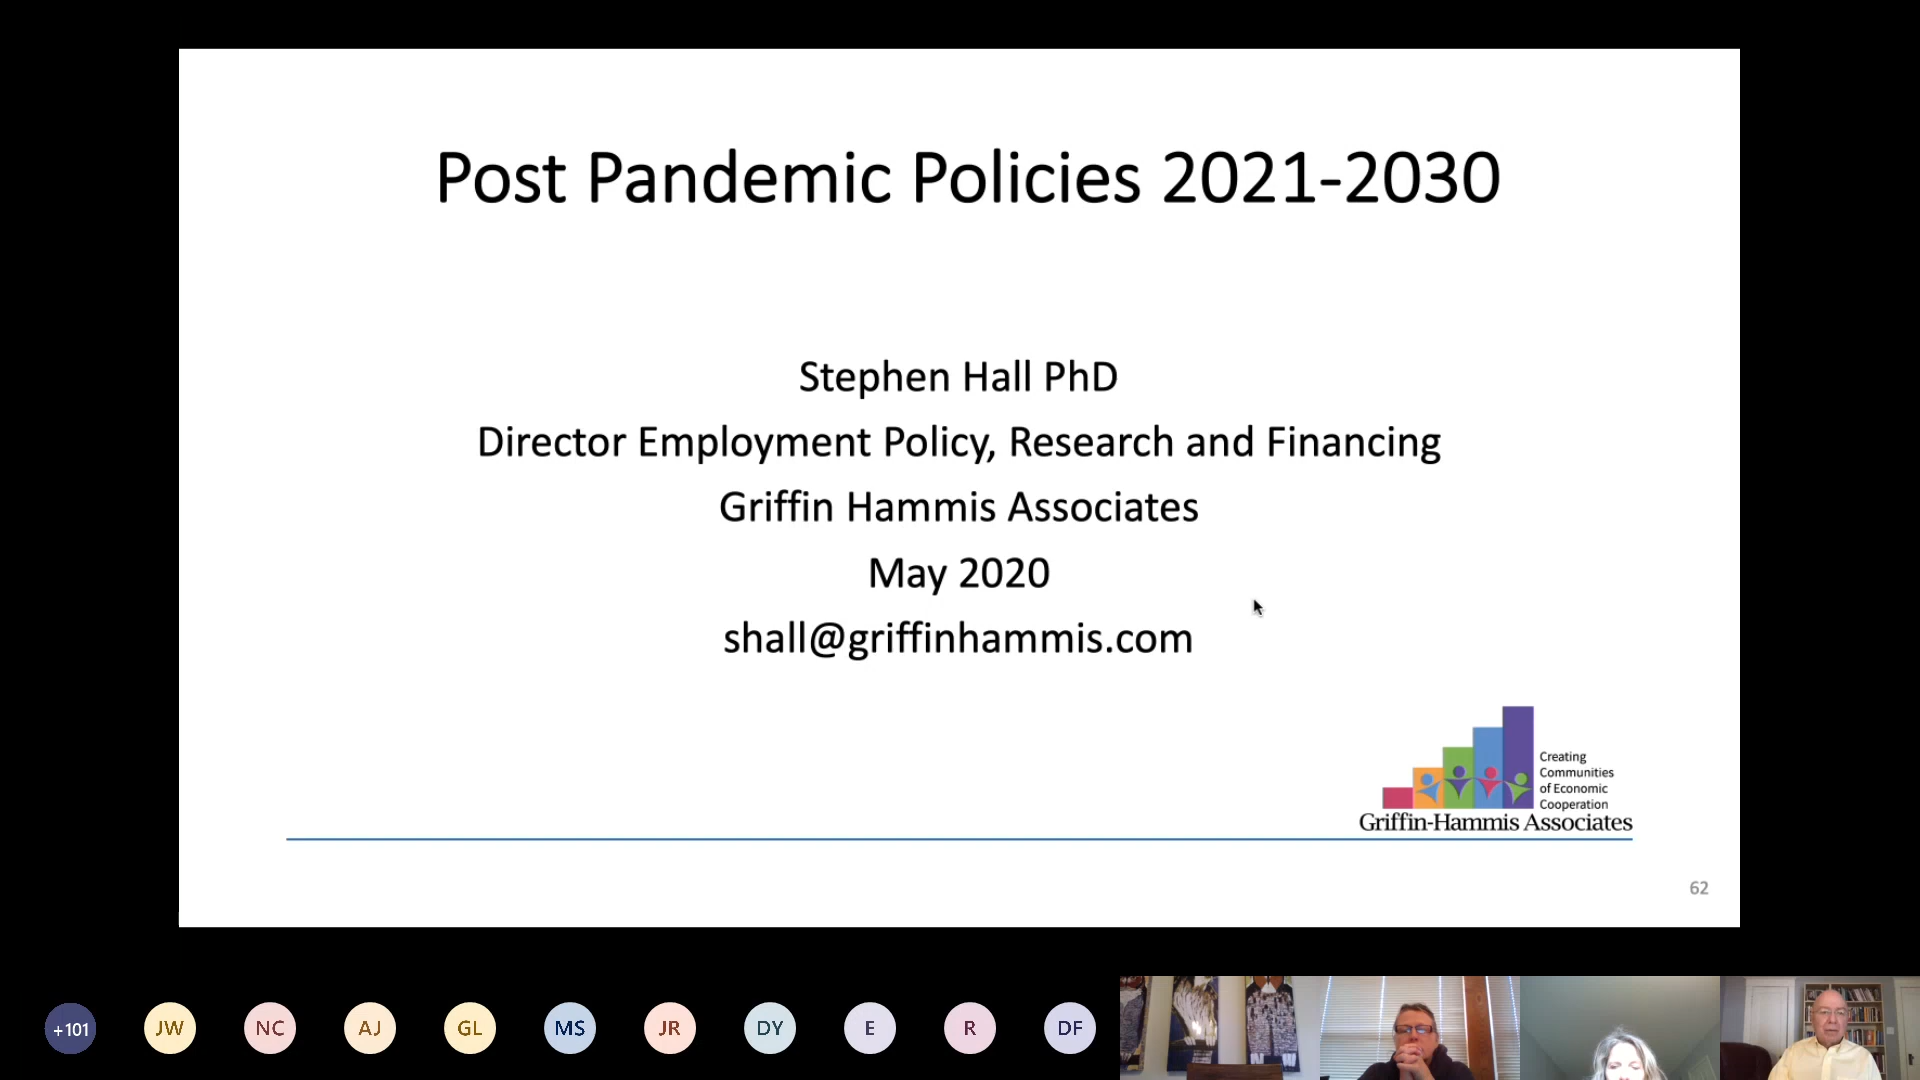 Post Pandemic Policies 2021-2030
Stephen Hall PhD
Director Employment Policy, Research and Financing
Griffin Hammis Associates
May 2020
shall@griffinhammis.com
Creating
Communities
of Economic
Cooperation
Griffin-Hammis Associates
62
+101
JW
NC
AJ
GL
MS
JR
DY
E
R
DF